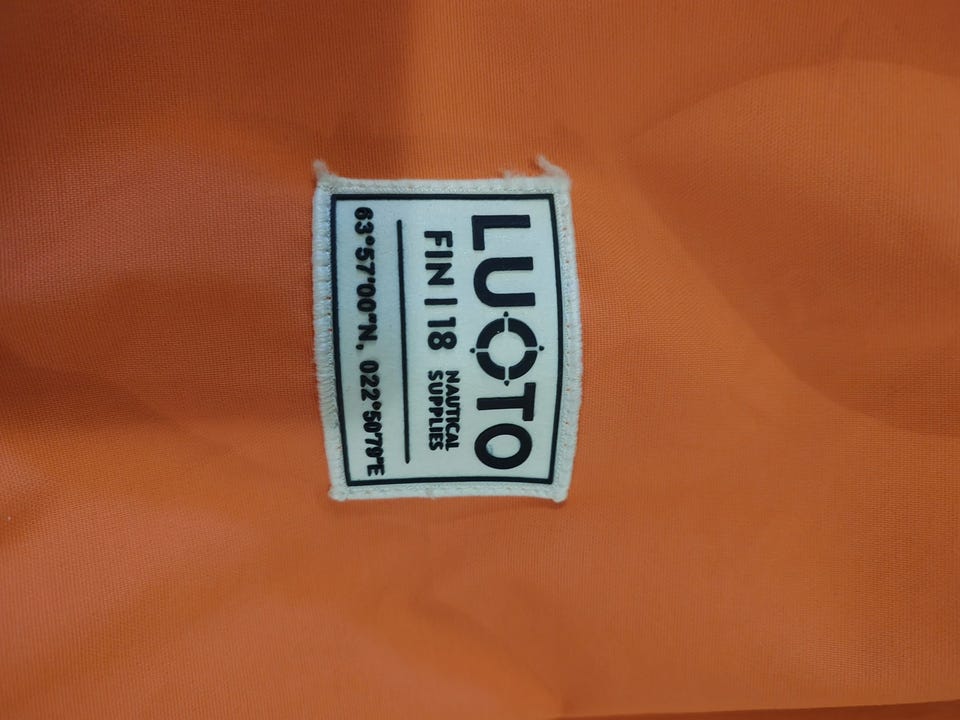 LUOTO
FIN | 18 NAUTICAL SUPPLIES
63°57'00"N, 022°50'79"E